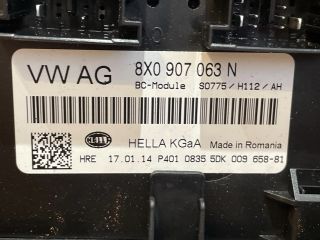 VW AG 8X0 907 063 N
BC-Module S0775/H112/AH
HELLA KGaA Made in Romania
HRE 17.01.14 P401 0835 5DK 009 658-81